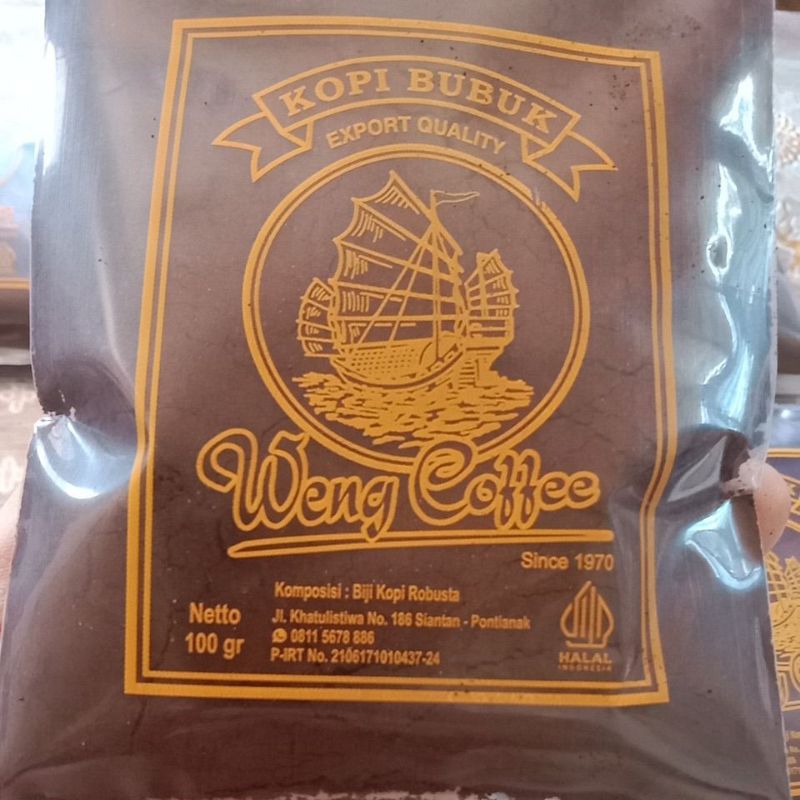 KOPI BUBUK
EXPORT QUALITY
Weng Coffee
Since 1970
Komposisi : Biji Kopi Robusta
Netto
100 gr
Jl. Khatulistiwa No. 186 Siantan - Pontianak
0811 5678 886
P-IRT No. 2106171010437-24
HALAL
INDONESIA